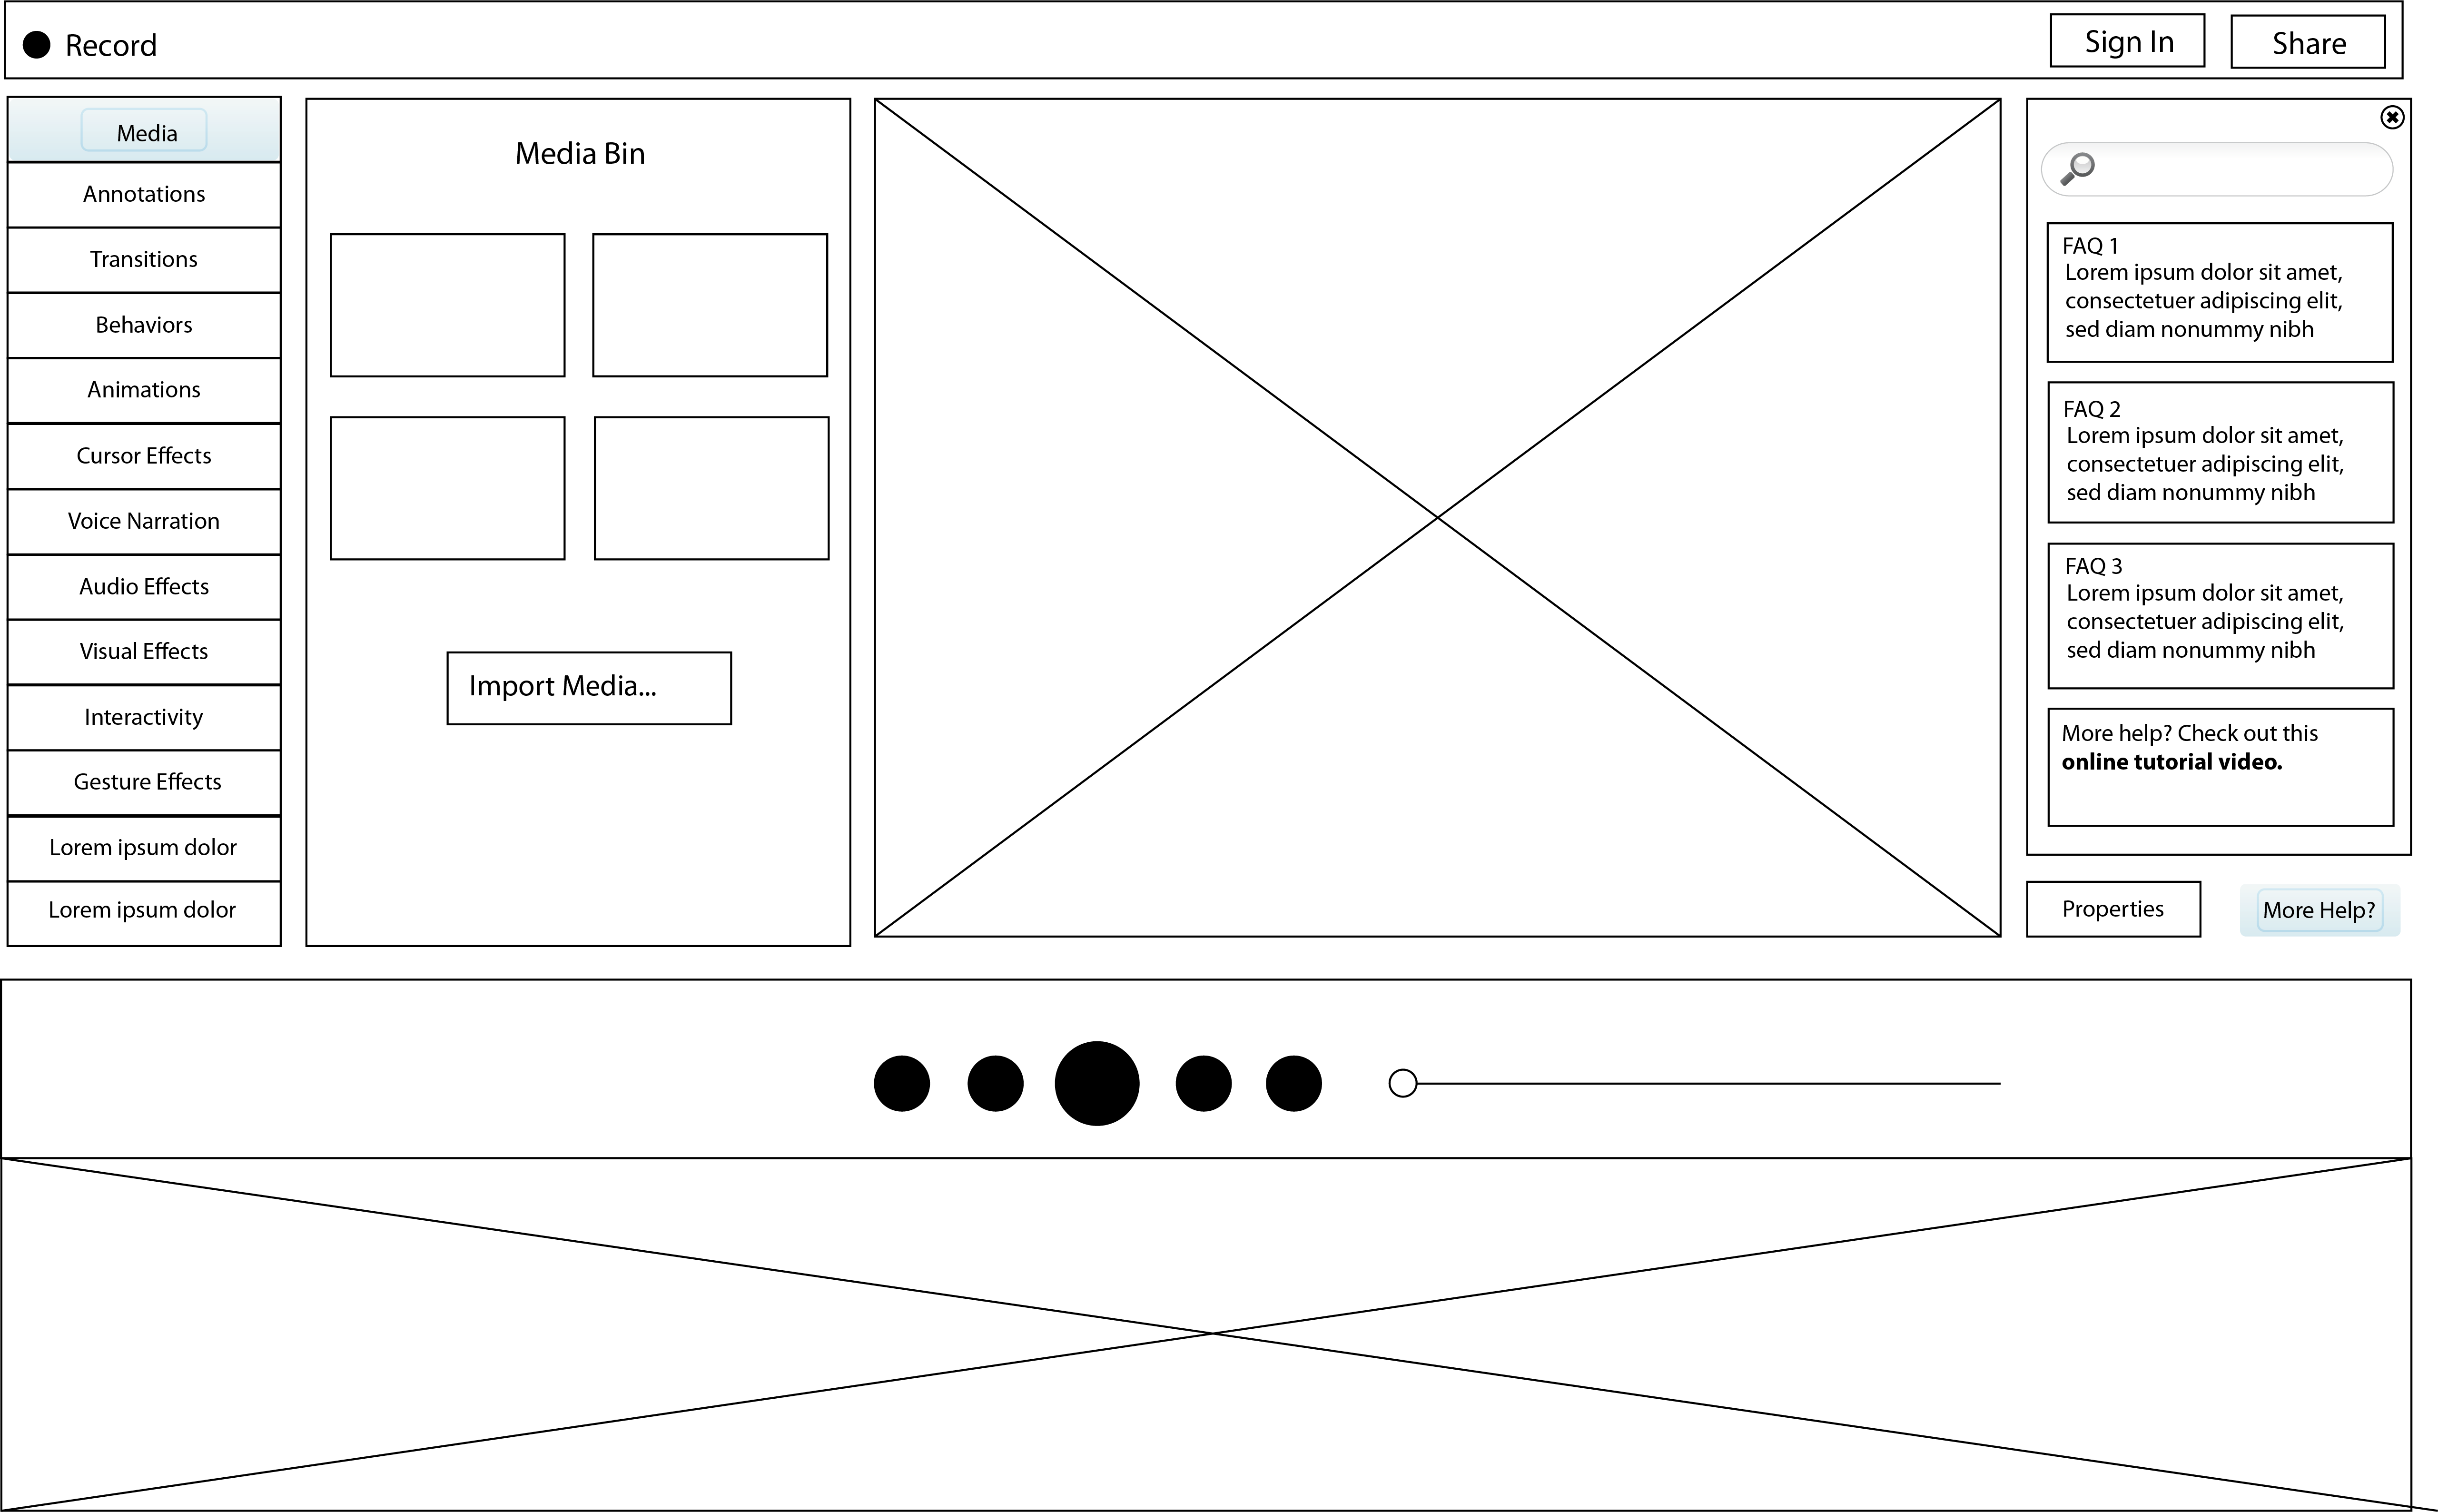 Record
Sign In
Share
Media
Annotations
Transitions
Behaviors
Animations
Cursor Effects
Voice Narration
Audio Effects
Visual Effects
Interactivity
Gesture Effects
Lorem ipsum dolor
Lorem ipsum dolor
Media Bin
Import Media...
FAQ 1
Lorem ipsum dolor sit amet,
consectetuer adipiscing elit,
sed diam nonummy nibh
FAQ 2
Lorem ipsum dolor sit amet,
consectetuer adipiscing elit,
sed diam nonummy nibh
FAQ 3
Lorem ipsum dolor sit amet,
consectetuer adipiscing elit,
sed diam nonummy nibh
More help? Check out this
online tutorial video.
Properties
More Help?